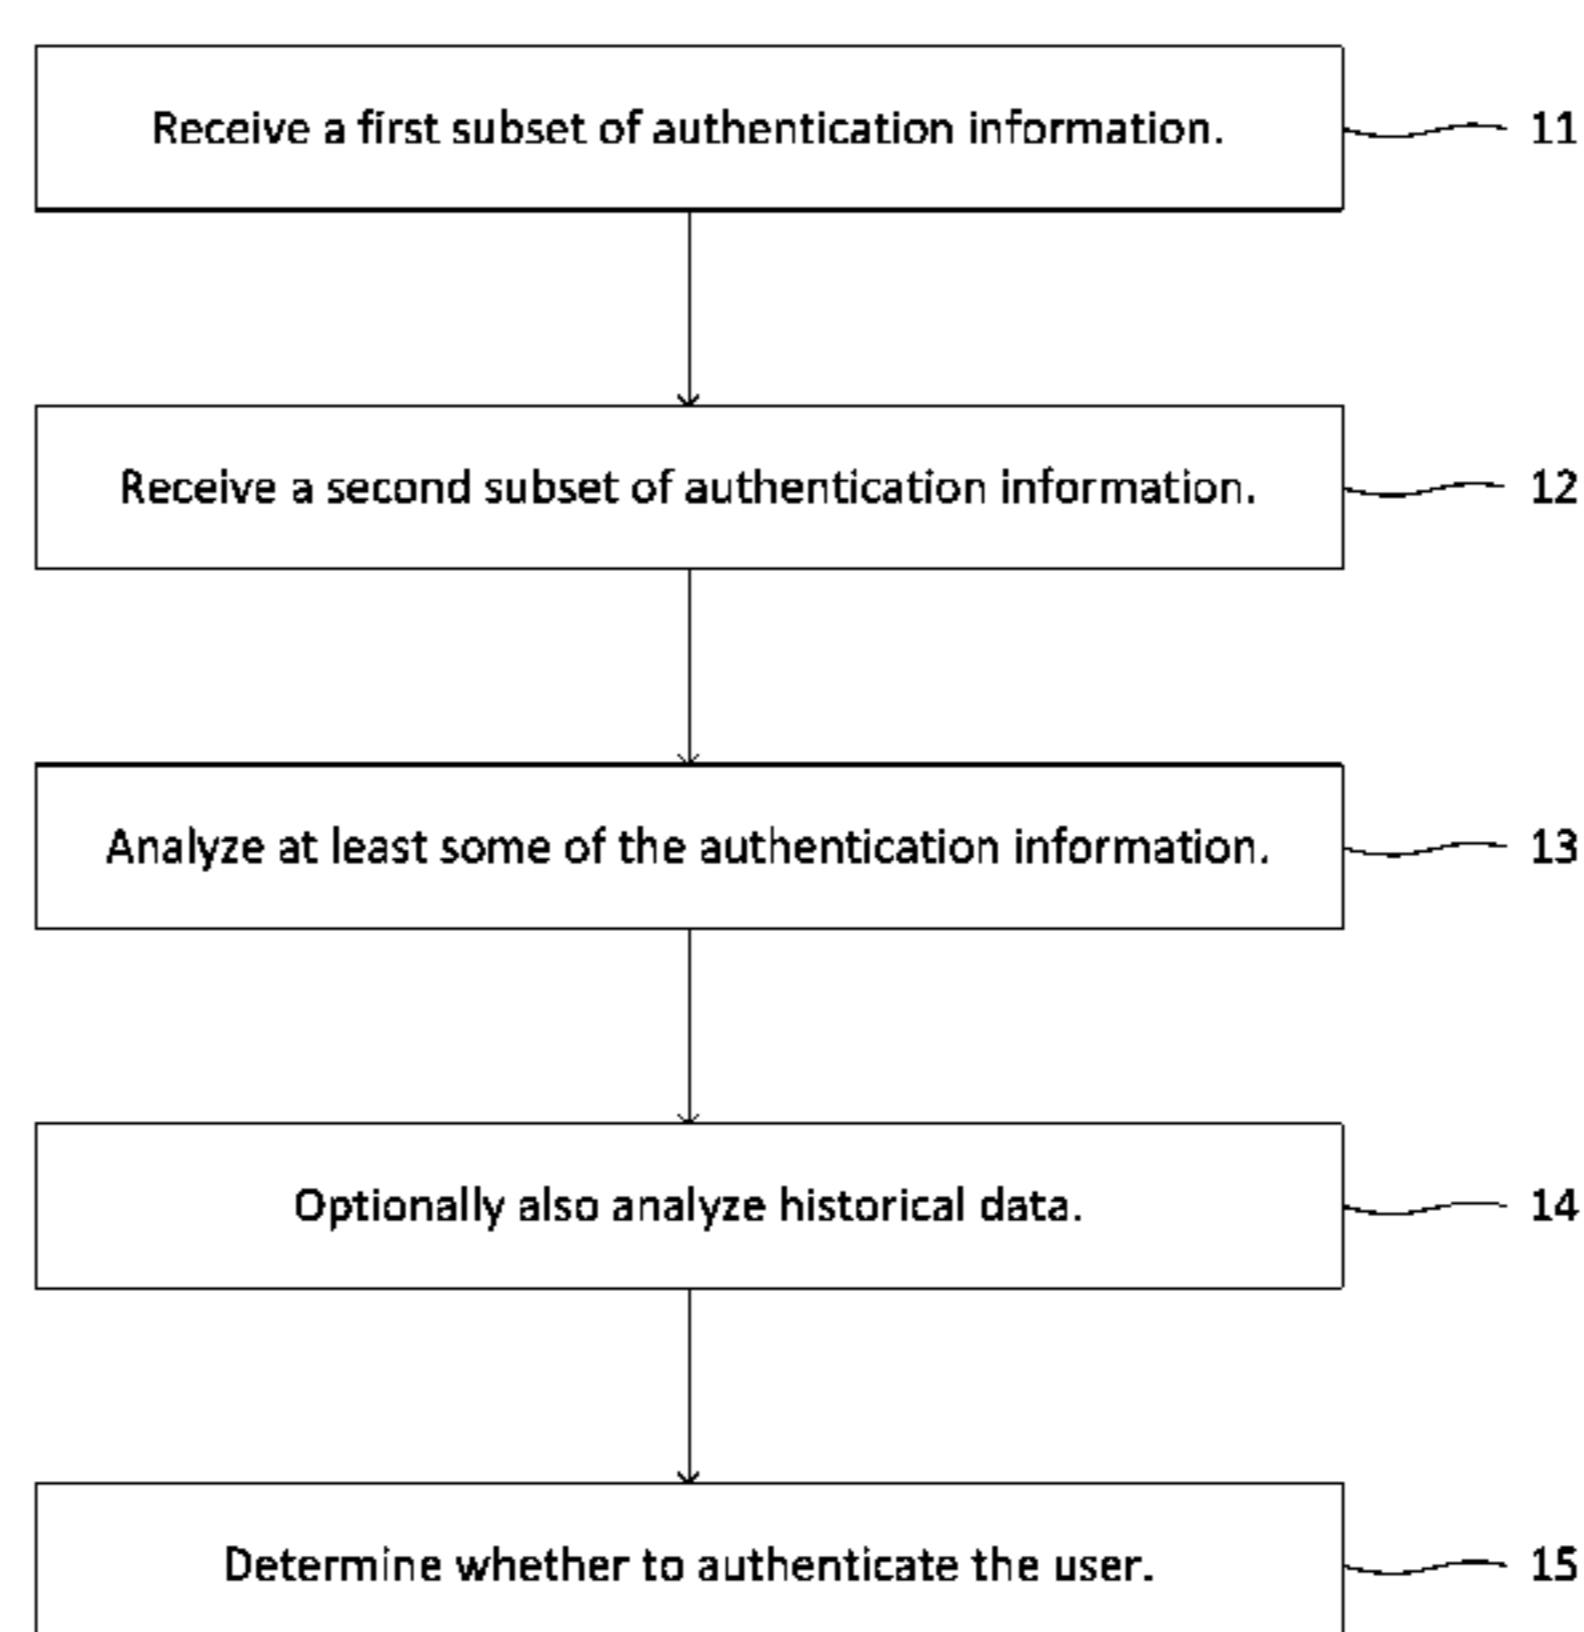 Receive a first subset of authentication information. 11
Receive a second subset of authentication information. 12
Analyze at least some of the authentication information. 13
Optionally also analyze historical data. 14
Determine whether to authenticate the user. 15